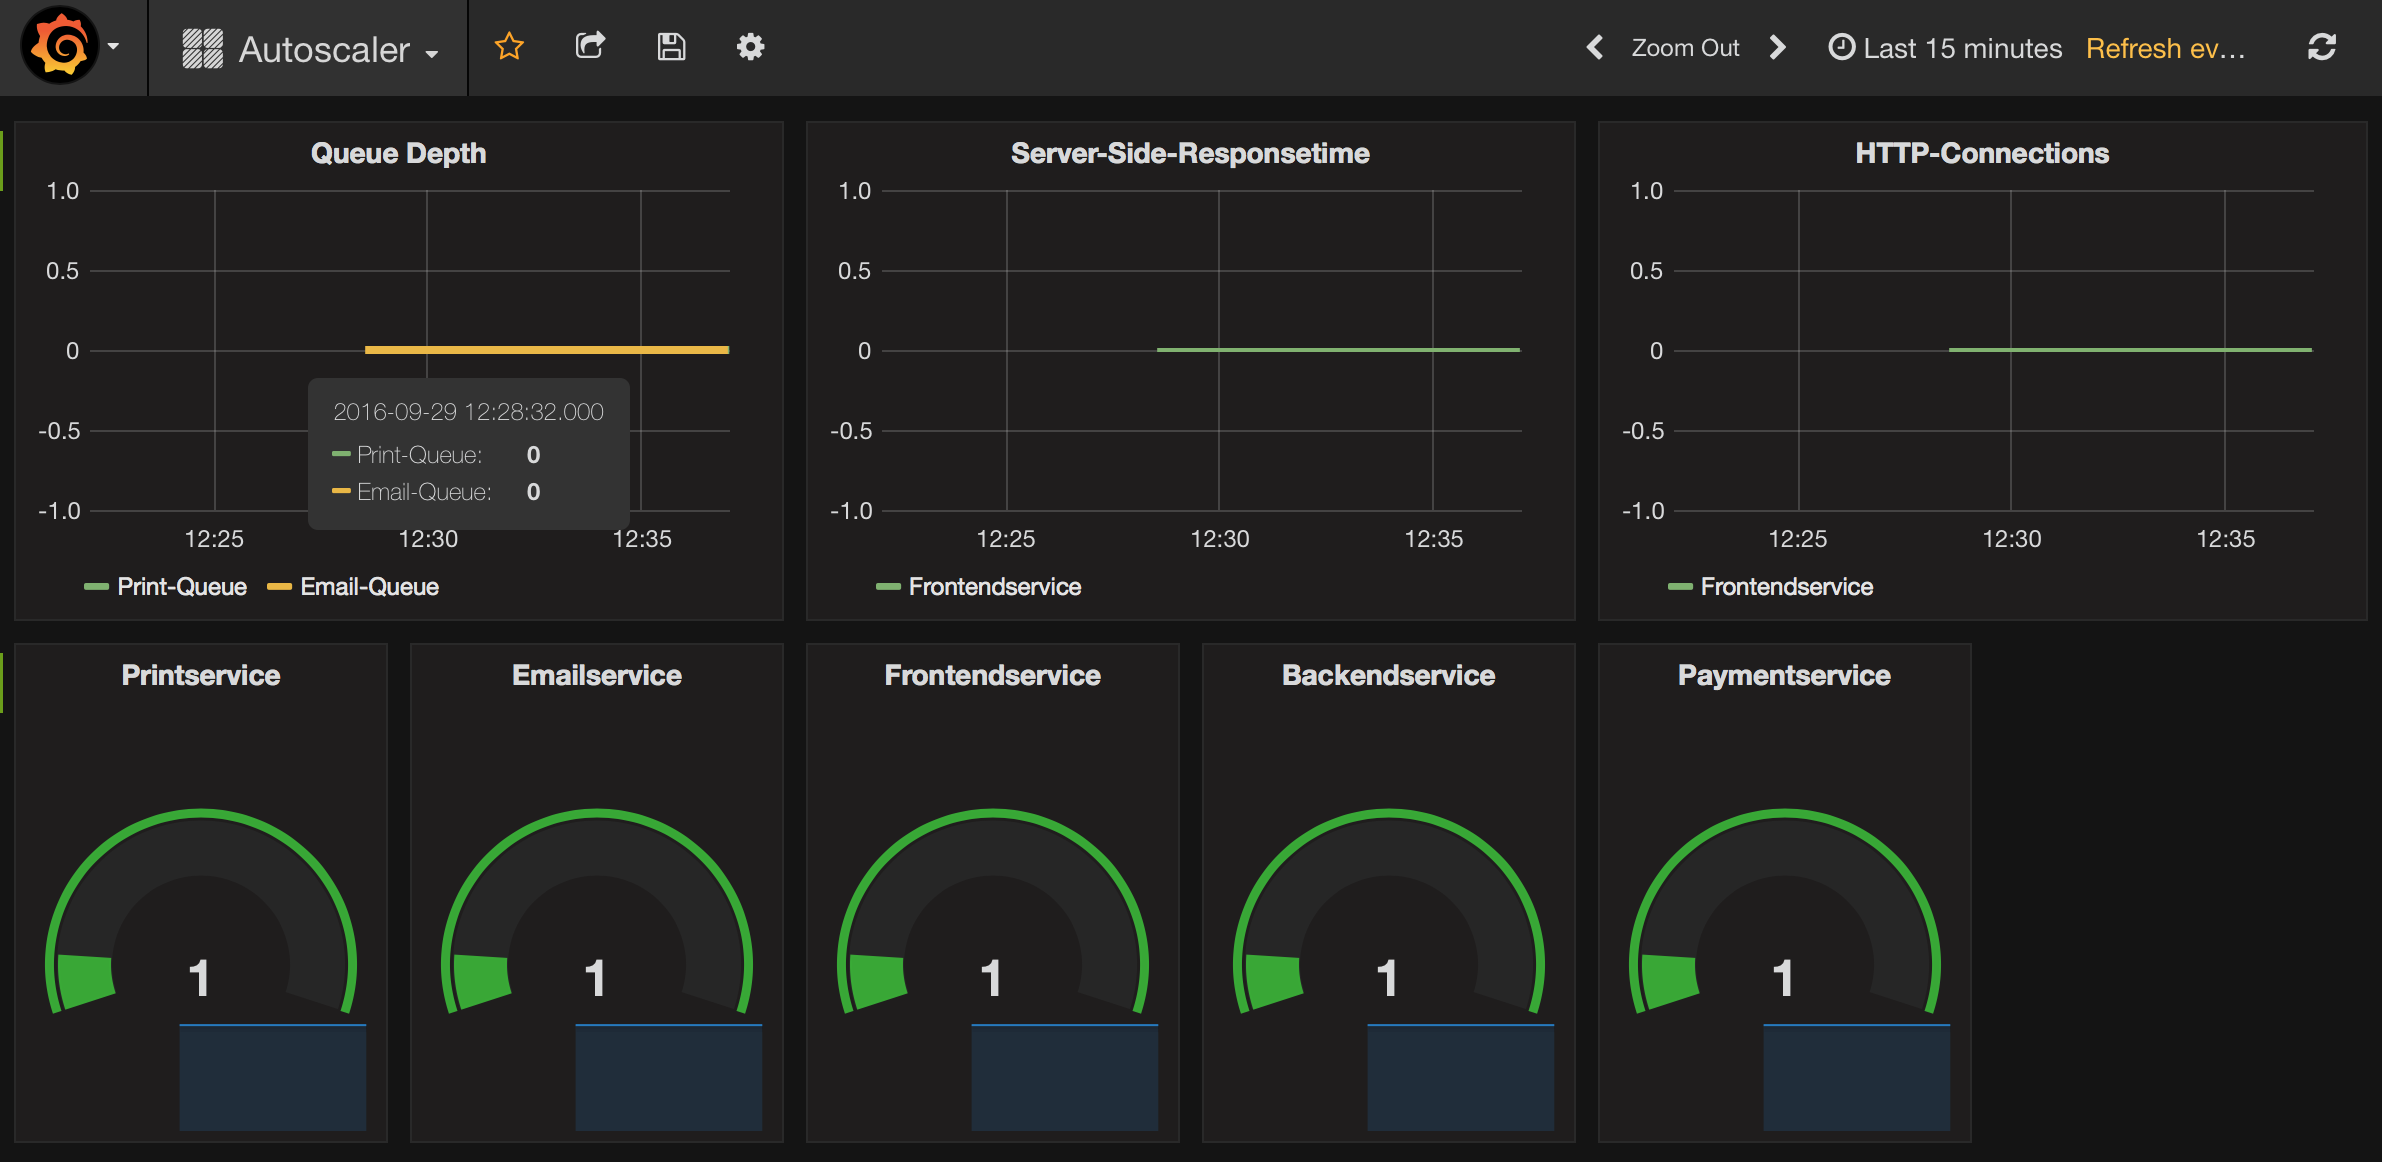 Autoscaler
Zoom Out
Last 15 minutes
Refresh ev...
Queue Depth
1.0
0.5
0
-0.5
-1.0
12:25
12:30
12:35
2016-09-29 12:28:32.000
Print-Queue: 0
Email-Queue: 0
Print-Queue Email-Queue
Server-Side-Responsetime
1.0
0.5
0
-0.5
-1.0
12:25
12:30
12:35
Frontendservice
HTTP-Connections
1.0
0.5
0
-0.5
-1.0
12:25
12:30
12:35
Frontendservice
Printservice
1
Emailservice
1
Frontendservice
1
Backendservice
1
Paymentservice
1